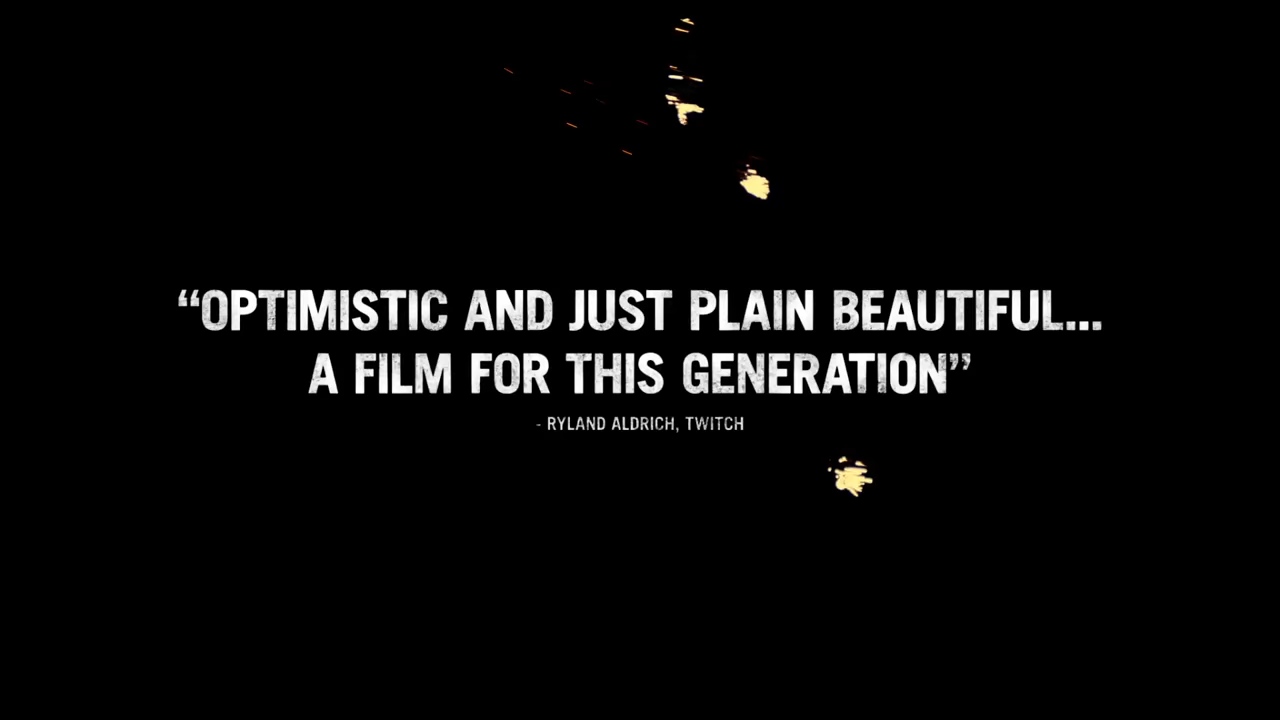 “OPTIMISTIC AND JUST PLAIN BEAUTIFUL...
A FILM FOR THIS GENERATION”
- RYLAND ALDRICH, TWITCH